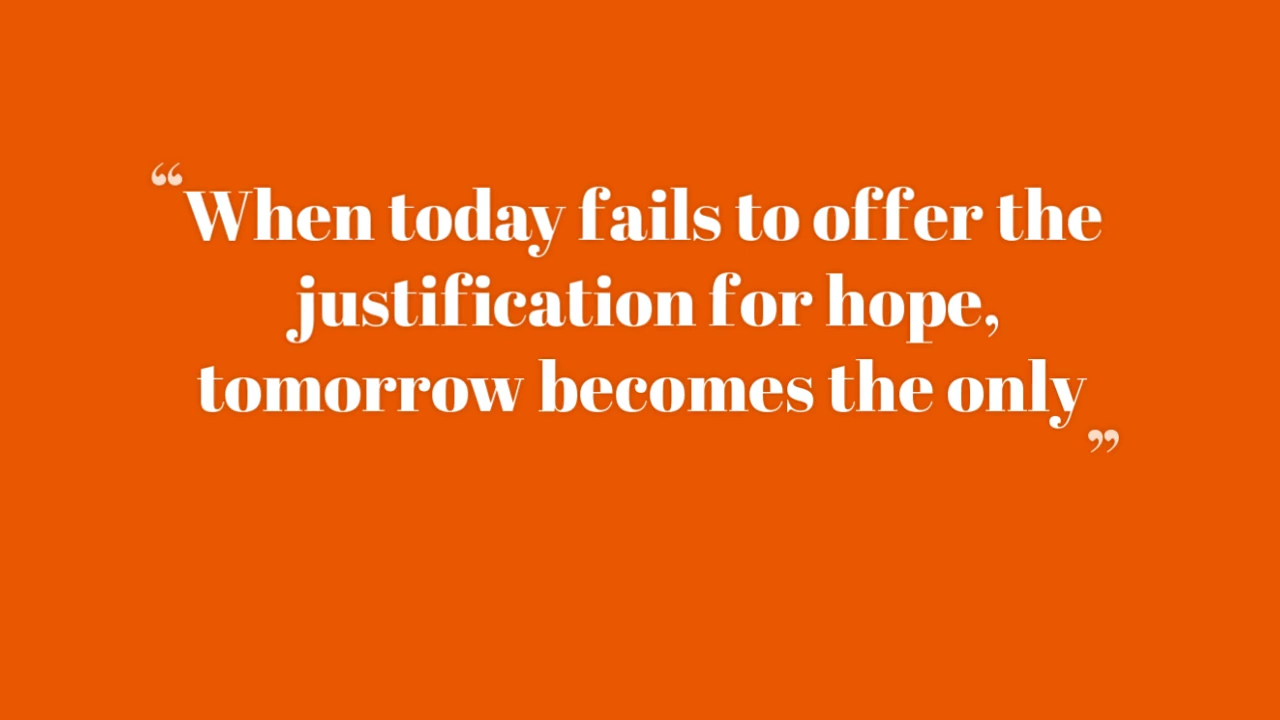 “When today fails to offer the
justification for hope,
tomorrow becomes the only”